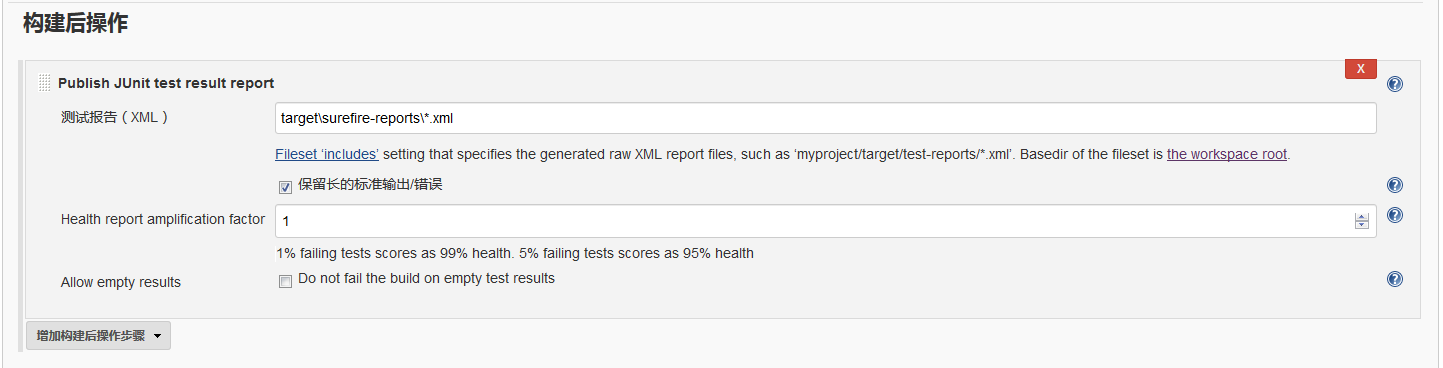 构建后操作
Publish JUnit test result report
X
测试报告（XML）
target\surefire-reports\*.xml
Fileset ‘includes’ setting that specifies the generated raw XML report files, such as ‘myproject/target/test-reports/*.xml’. Basedir of the fileset is the workspace root.
保留长的标准输出/错误
Health report amplification factor
1
1% failing tests scores as 99% health. 5% failing tests scores as 95% health
Allow empty results
Do not fail the build on empty test results
增加构建后操作步骤